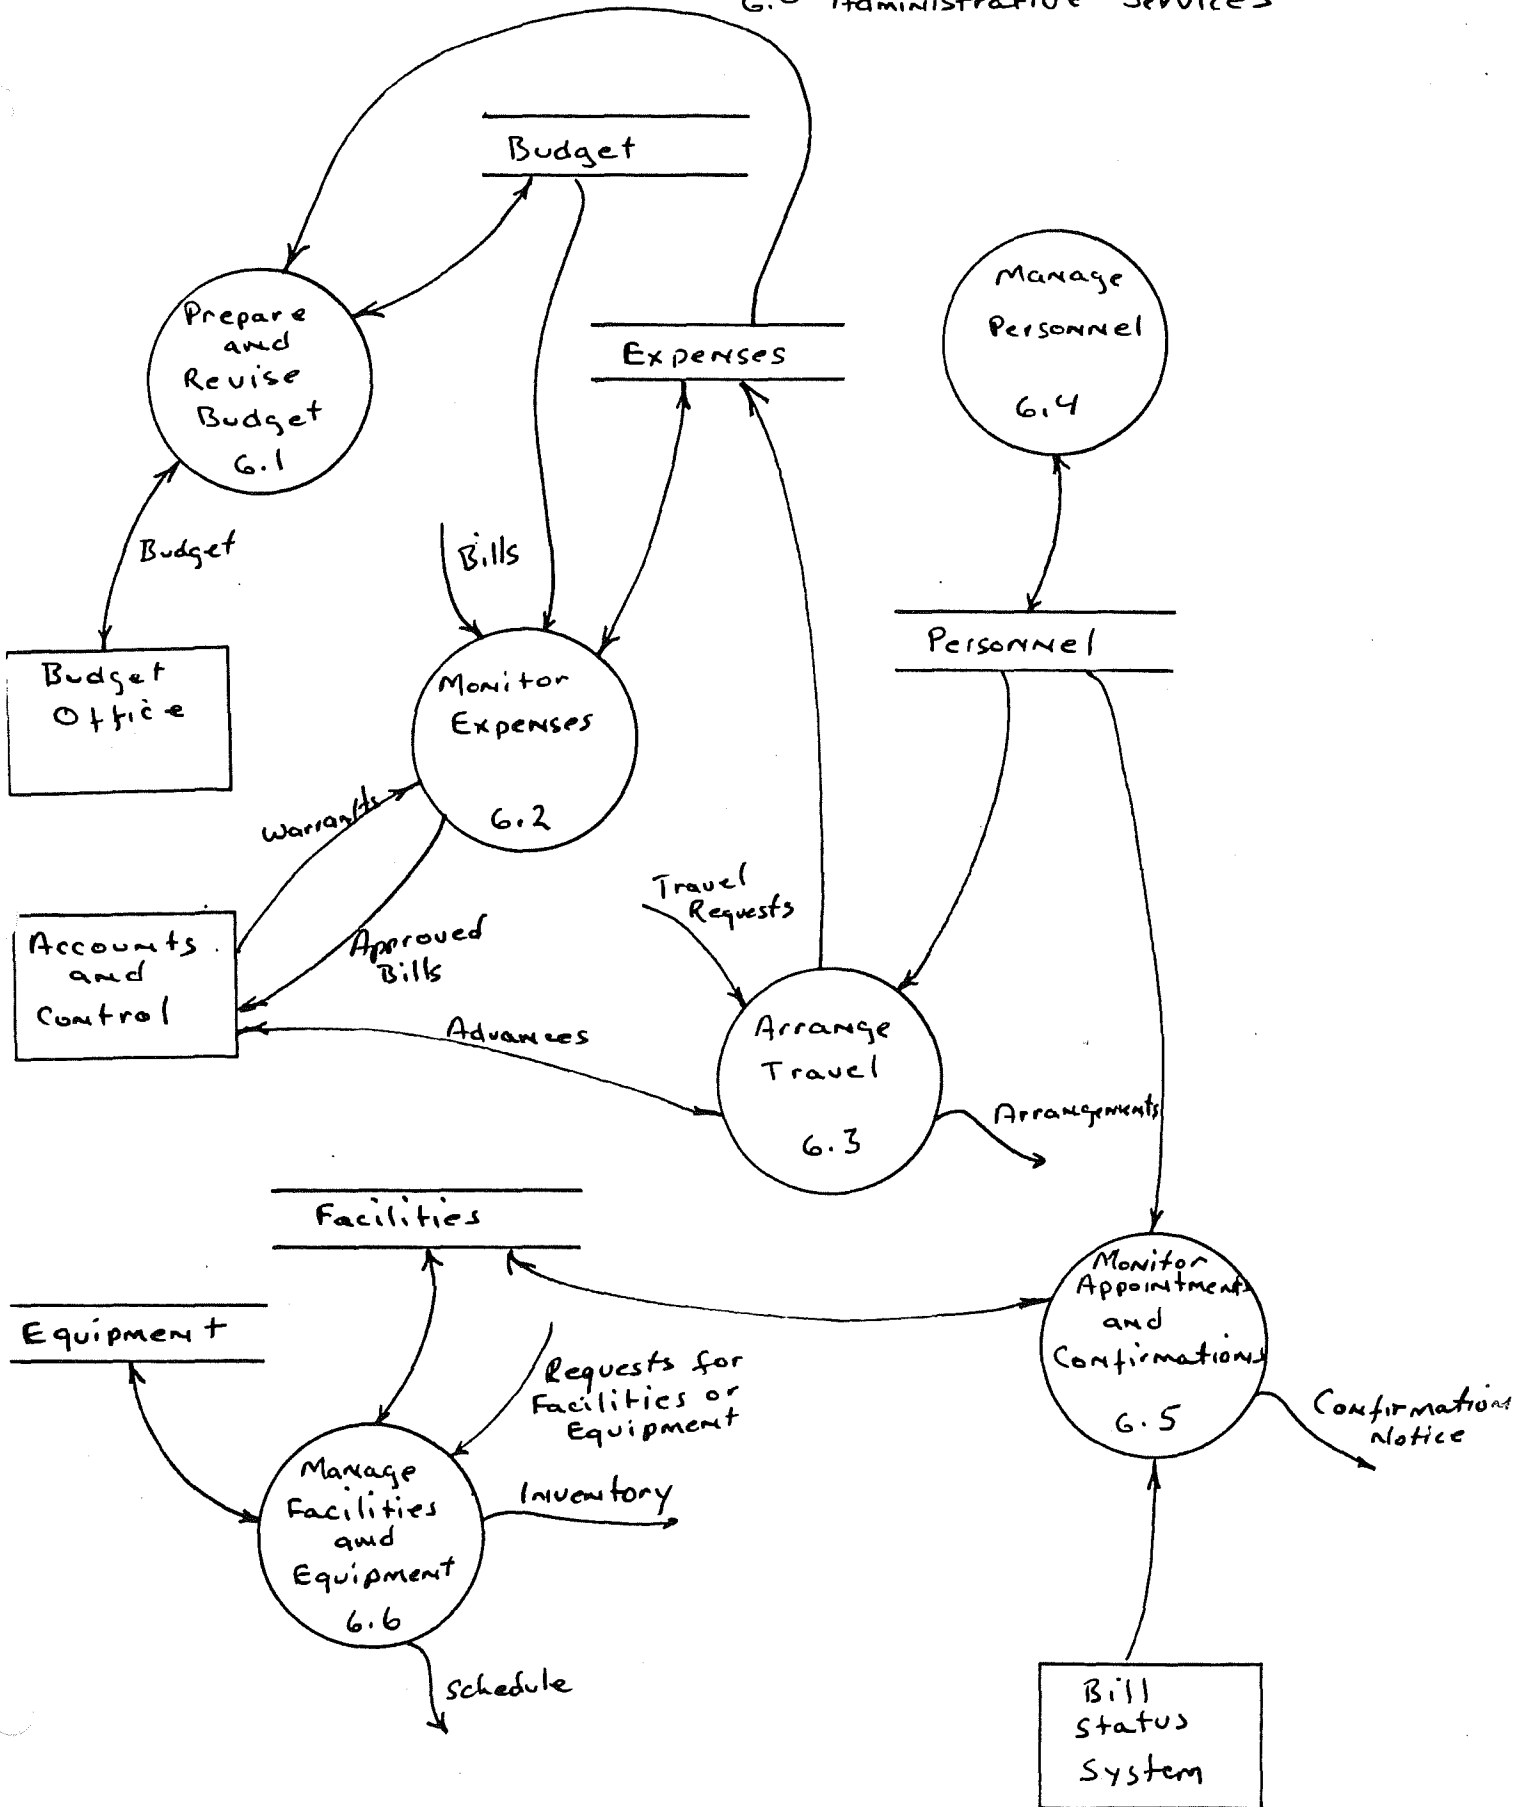 6.0 Administrative Services
Budget
Prepare
and
Revise
Budget
6.1
Expenses
Manage
Personnel
6.4
Budget
Bills
Budget
Office
Monitor
Expenses
6.2
Personnel
Warrants
Approved
Bills
Accounts
and
Control
Travel
Requests
Advances
Arrange
Travel
6.3
Arrangements
Facilities
Equipment
Requests for
Facilities or
Equipment
Manage
Facilities
and
Equipment
6.6
Inventory
Schedule
Monitor
Appointments
and
Confirmations
6.5
Confirmation
Notice
Bill
Status
System